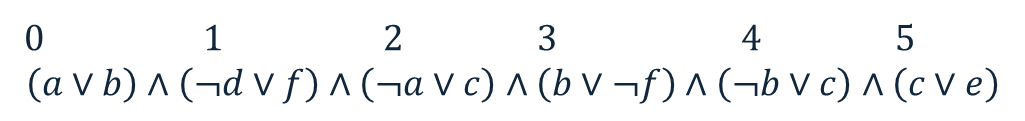 0 1 2 3 4 5
(a ∨ b) ∧ (¬d ∨ f) ∧ (¬a ∨ c) ∧ (b ∨ ¬f) ∧ (¬b ∨ c) ∧ (c ∨ e)